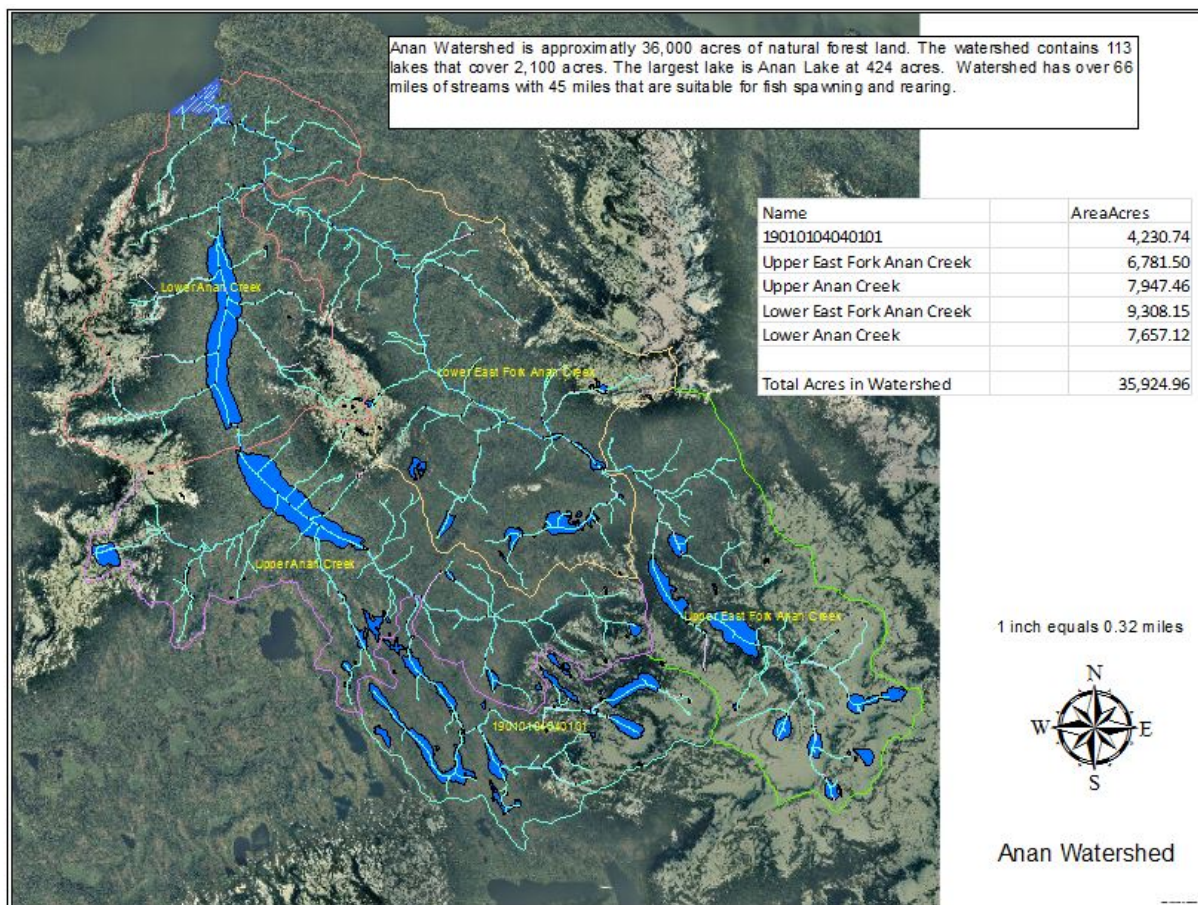 Anan Watershed is approximatly 36,000 acres of natural forest land. The watershed contains 113
lakes that cover 2,100 acres. The largest lake is Anan Lake at 424 acres. Watershed has over 66
miles of streams with 45 miles that are suitable for fish spawning and rearing.
Name AreaAcres
19010104040101 4,230.74
Upper East Fork Anan Creek 6,781.50
Upper Anan Creek 7,947.46
Lower East Fork Anan Creek 9,308.15
Lower Anan Creek 7,657.12
Total Acres in Watershed 35,924.96
Lower Anan Creek
Lower East Fork Anan Creek
Upper Anan Creek
Upper East Fork Anan Creek
19010104040101
1 inch equals 0.32 miles
N
W E
S
Anan Watershed